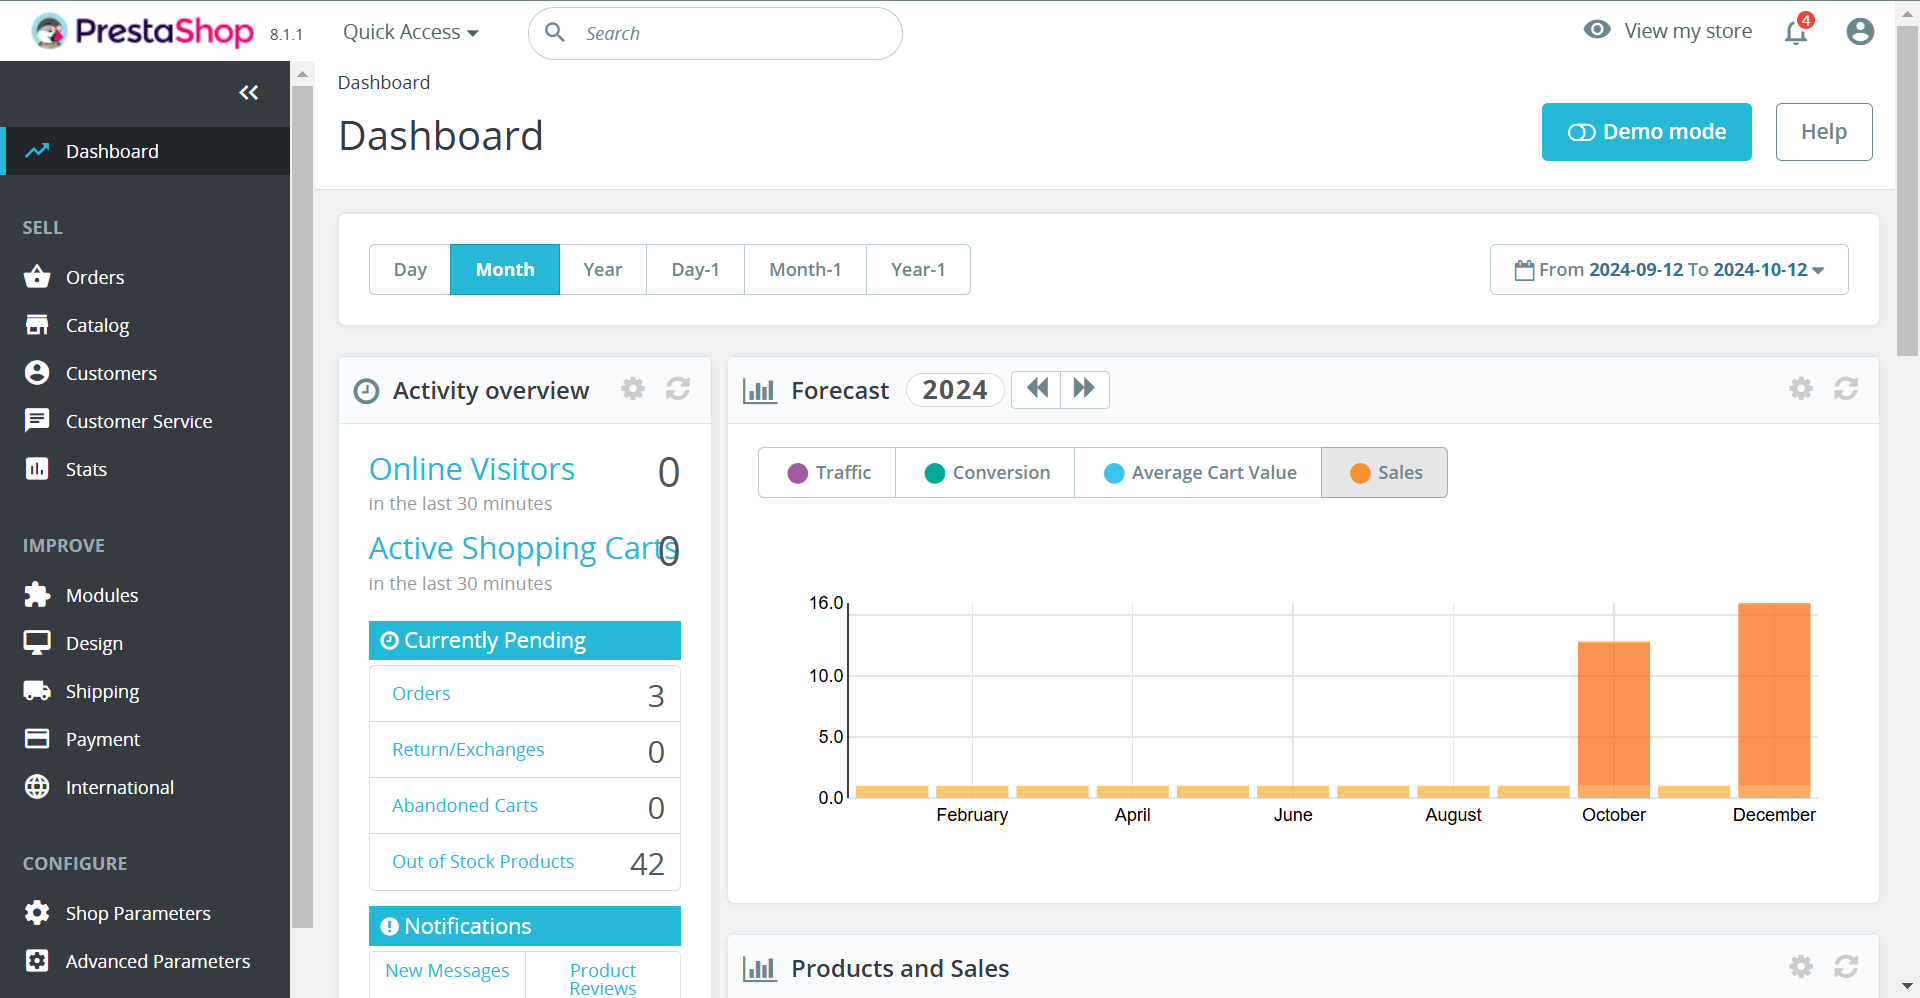 PrestaShop 8.1.1
Quick Access
Search
View my store
4
Dashboard
SELL
Orders
Catalog
Customers
Customer Service
Stats
IMPROVE
Modules
Design
Shipping
Payment
International
CONFIGURE
Shop Parameters
Advanced Parameters
Dashboard
Dashboard
Demo mode
Help
Day
Month
Year
Day-1
Month-1
Year-1
From 2024-09-12 To 2024-10-12
Activity overview
Online Visitors 0
in the last 30 minutes
Active Shopping Carts 0
in the last 30 minutes
Currently Pending
Orders 3
Return/Exchanges 0
Abandoned Carts 0
Out of Stock Products 42
Notifications
New Messages
Product
Reviews
Forecast 2024
Traffic
Conversion
Average Cart Value
Sales
16.0
10.0
5.0
0.0
February
April
June
August
October
December
Products and Sales